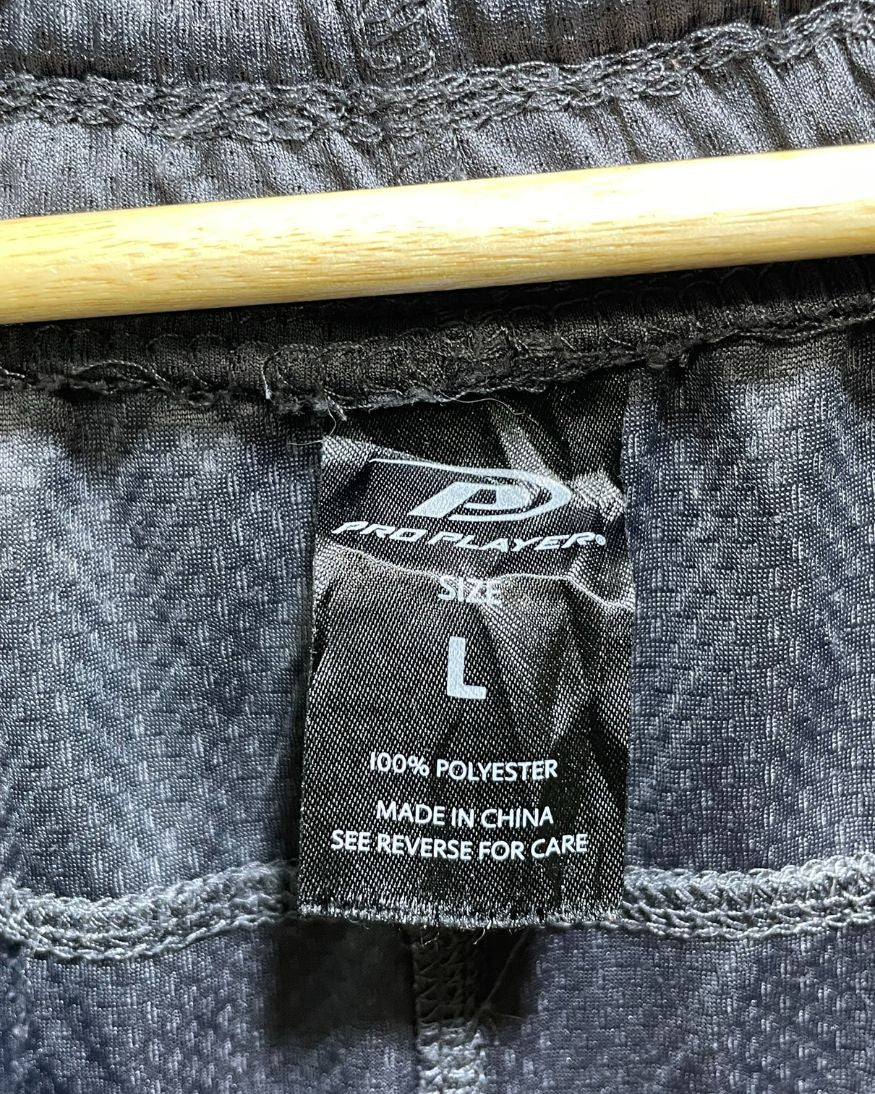 PRO PLAYER®
SIZE
L
100% POLYESTER
MADE IN CHINA
SEE REVERSE FOR CARE